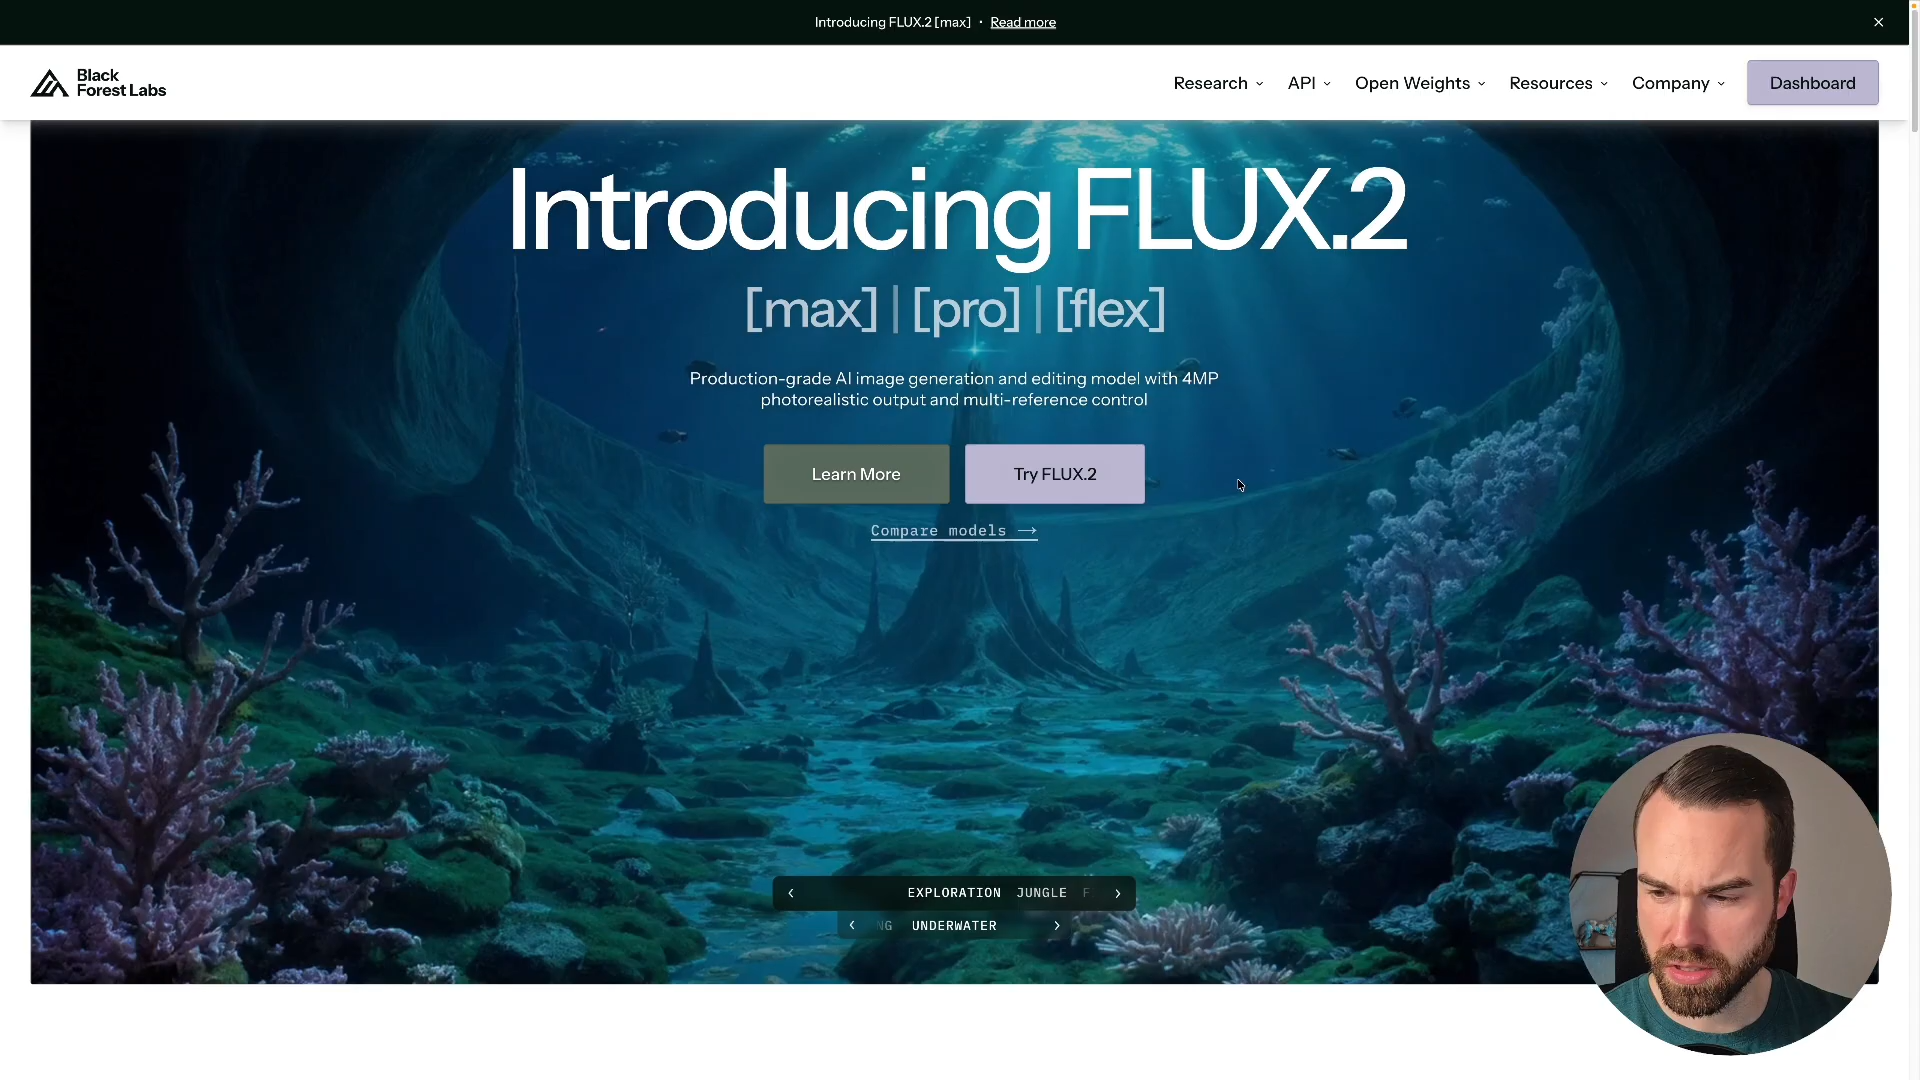 Introducing FLUX.2 [max] • Read more
Black
Forest Labs
Research API Open Weights Resources Company Dashboard
Introducing FLUX.2
[max] | [pro] | [flex]
Production-grade AI image generation and editing model with 4MP
photorealistic output and multi-reference control
Learn More Try FLUX.2
Compare models →
EXPLORATION JUNGLE F
NG UNDERWATER